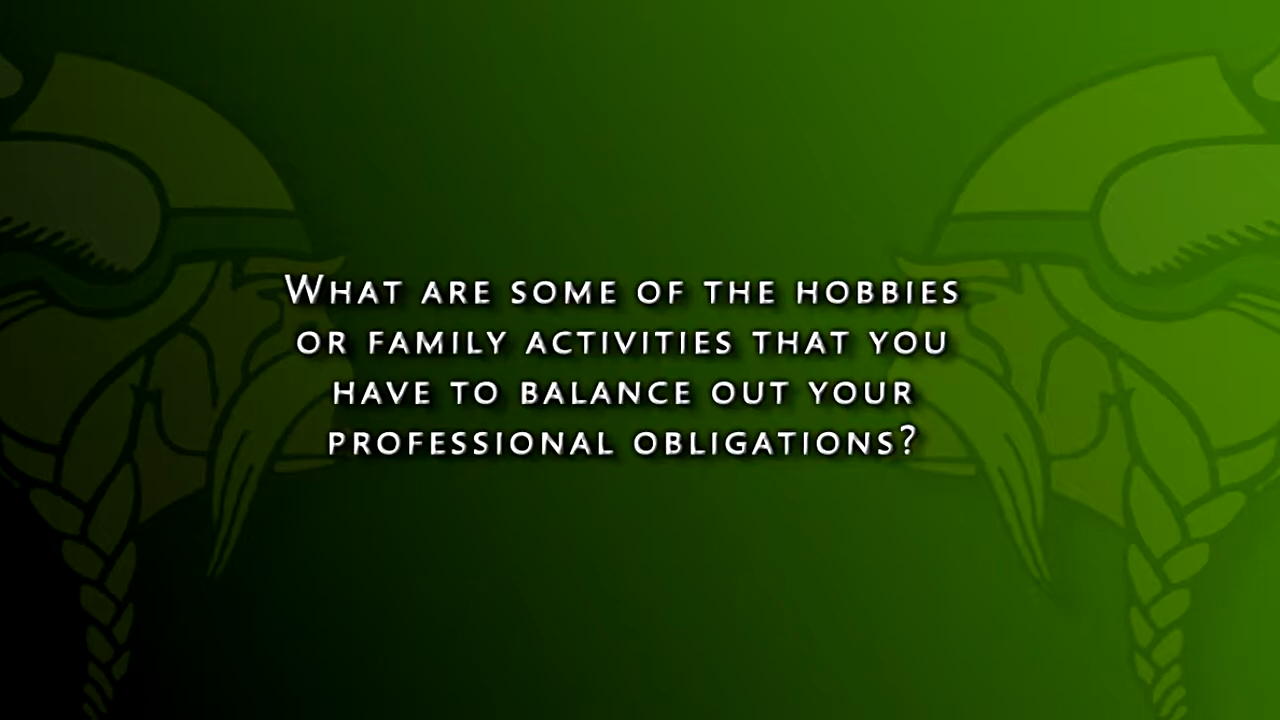 What are some of the hobbies
or family activities that you
have to balance out your
professional obligations?